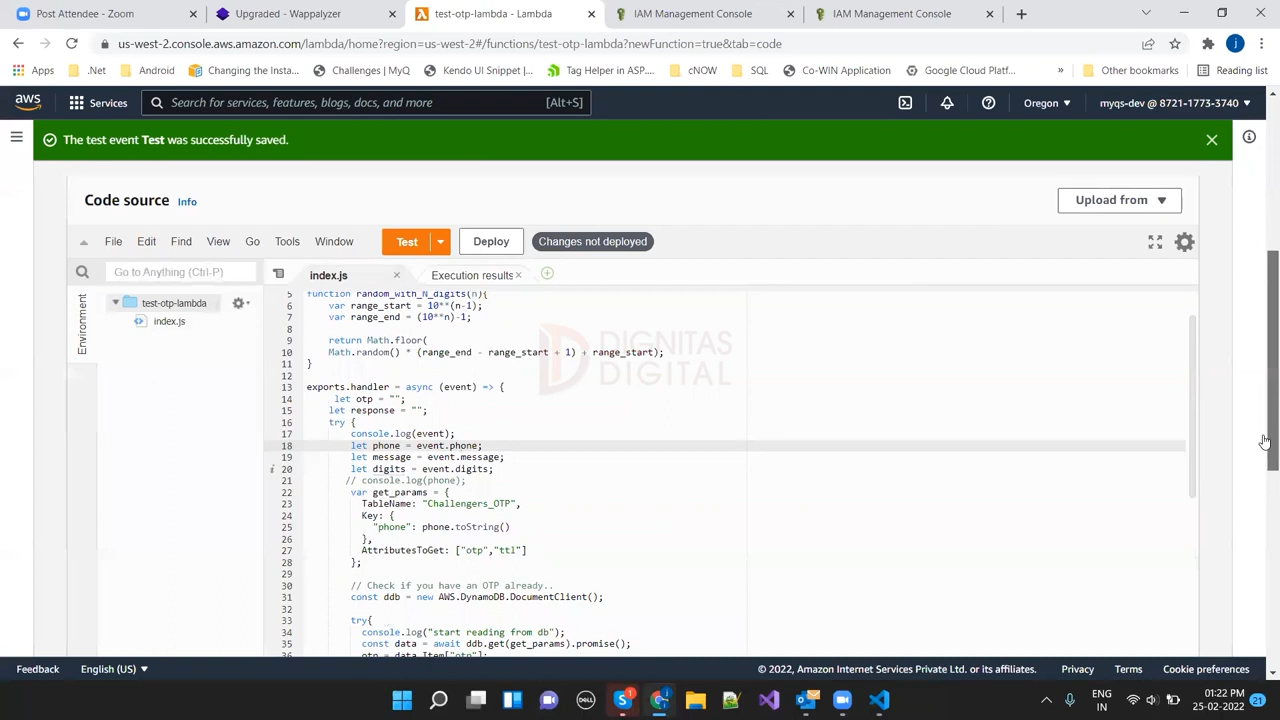 Post Attendee - Zoom
Upgraded - Wappalyzer
test-otp-lambda - Lambda
IAM Management Console
IAM Management Console
us-west-2.console.aws.amazon.com/lambda/home?region=us-west-2#/functions/test-otp-lambda?newFunction=true&tab=code
j
Apps
.Net
Android
Changing the Insta...
Challenges | MyQ
Kendo UI Snippet,...
Tag Helper in ASP....
cNOW
SQL
Co-WIN Application
Google Cloud Platf...
»
Other bookmarks
Reading list
aws
Services
Search for services, features, blogs, docs, and more
[Alt+S]
Oregon
myqs-dev @ 8721-1773-3740
The test event Test was successfully saved.
Code source
Info
Upload from
File
Edit
Find
View
Go
Tools
Window
Test
Deploy
Changes not deployed
Go to Anything (Ctrl-P)
index.js
Execution results
Environment
test-otp-lambda
index.js
5 function random_with_N_digits(n){
6 var range_start = 10**(n-1);
7 var range_end = (10**n)-1;
8
9 return Math.floor(
10 Math.random() * (range_end - range_start + 1) + range_start);
11 }
12
13 exports.handler = async (event) => {
14 let otp = "";
15 let response = "";
16 try {
17 console.log(event);
18 let phone = event.phone;
19 let message = event.message;
20 let digits = event.digits;
21 // console.log(phone);
22 var get_params = {
23 TableName: "Challengers_OTP",
24 Key: {
25 "phone": phone.toString()
26 },
27 AttributesToGet: ["otp","ttl"]
28 };
29
30 // Check if you have an OTP already..
31 const ddb = new AWS.DynamoDB.DocumentClient();
32
33 try{
34 console.log("start reading from db");
35 const data = await ddb.get(get_params).promise();
36 otp = data.Item["otp"];
DIGNITAS
DIGITAL
Feedback
English (US)
© 2022, Amazon Internet Services Private Ltd. or its affiliates.
Privacy
Terms
Cookie preferences
ENG
IN
01:22 PM
25-02-2022
21